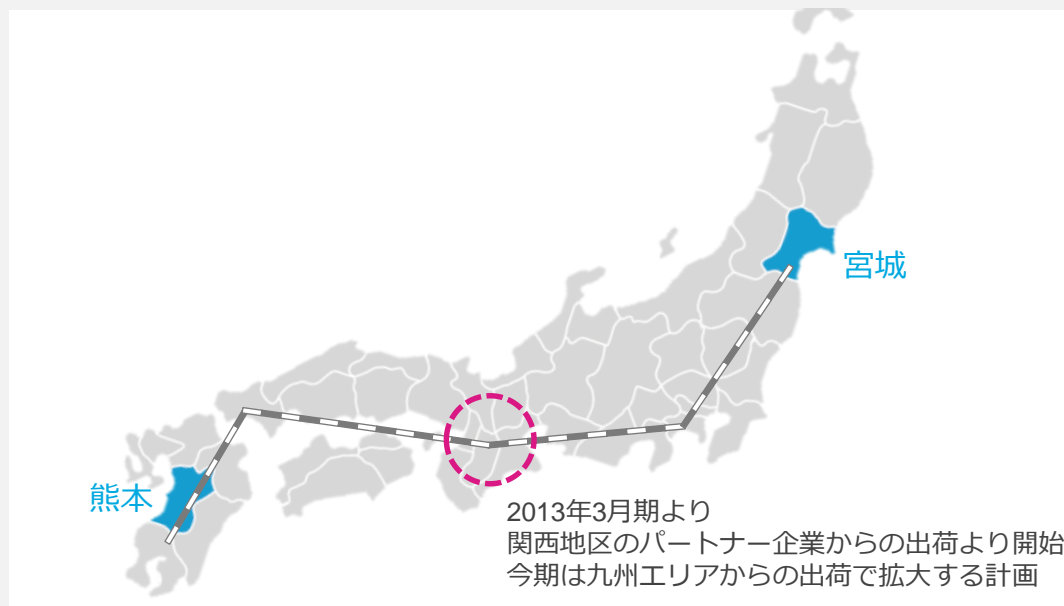 宮城
熊本
2013年3月期より
関西地区のパートナー企業からの出荷より開始
今期は九州エリアからの出荷で拡大する計画